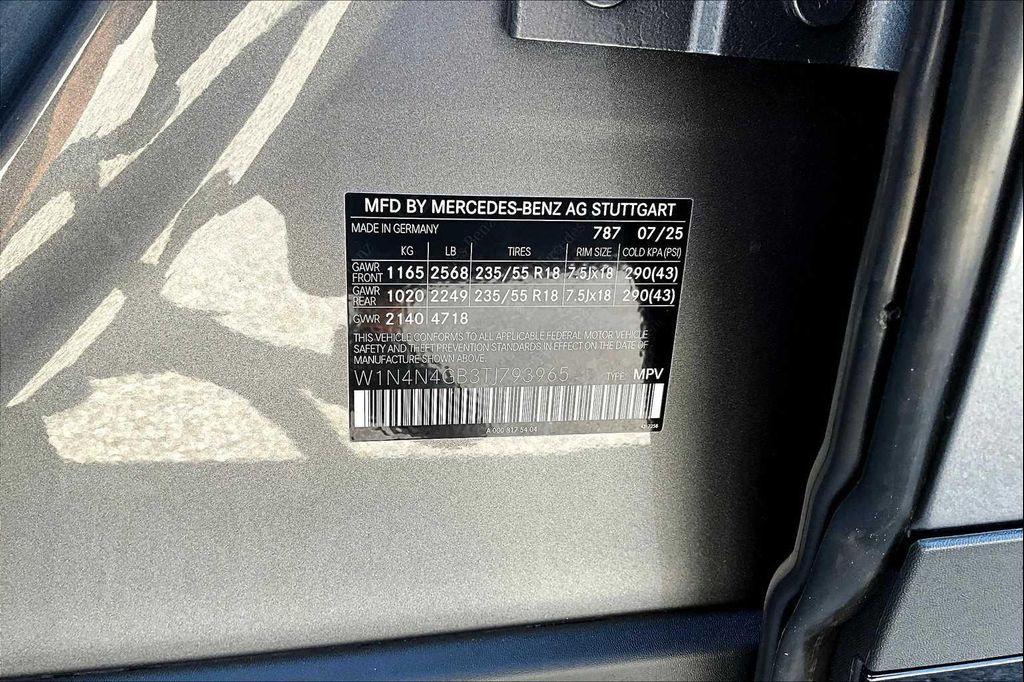 MFD BY MERCEDES-BENZ AG STUTTGART
MADE IN GERMANY 787 07/25
KG LB TIRES RIM SIZE COLD KPA (PSI)
GAWR FRONT 1165 2568 235/55 R18 7.5Jx18 290(43)
GAWR REAR 1020 2249 235/55 R18 7.5Jx18 290(43)
GVWR 2140 4718
THIS VEHICLE CONFORMS TO ALL APPLICABLE FEDERAL MOTOR VEHICLE
SAFETY AND THEFT PREVENTION STANDARDS IN EFFECT ON THE DATE OF
MANUFACTURE SHOWN ABOVE.
W1N4N4GB3TJ793965 TYPE: MPV
A 000 817 54 04